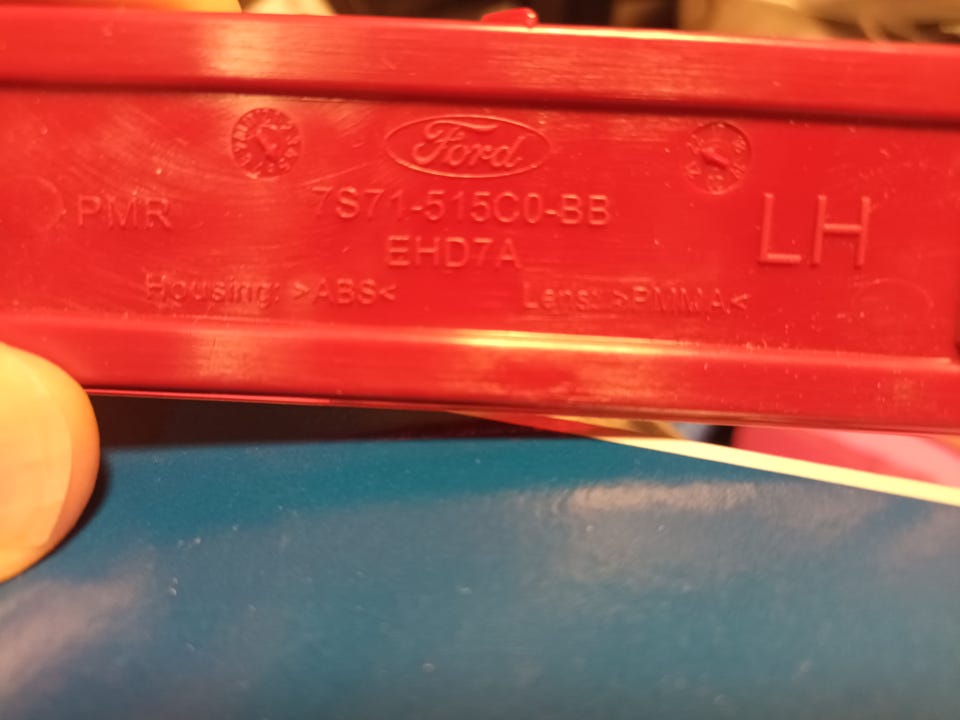 Ford
PMR
7S71-515C0-BB
EHD7A
LH
Housing: >ABS<
Lens: >PMMA<